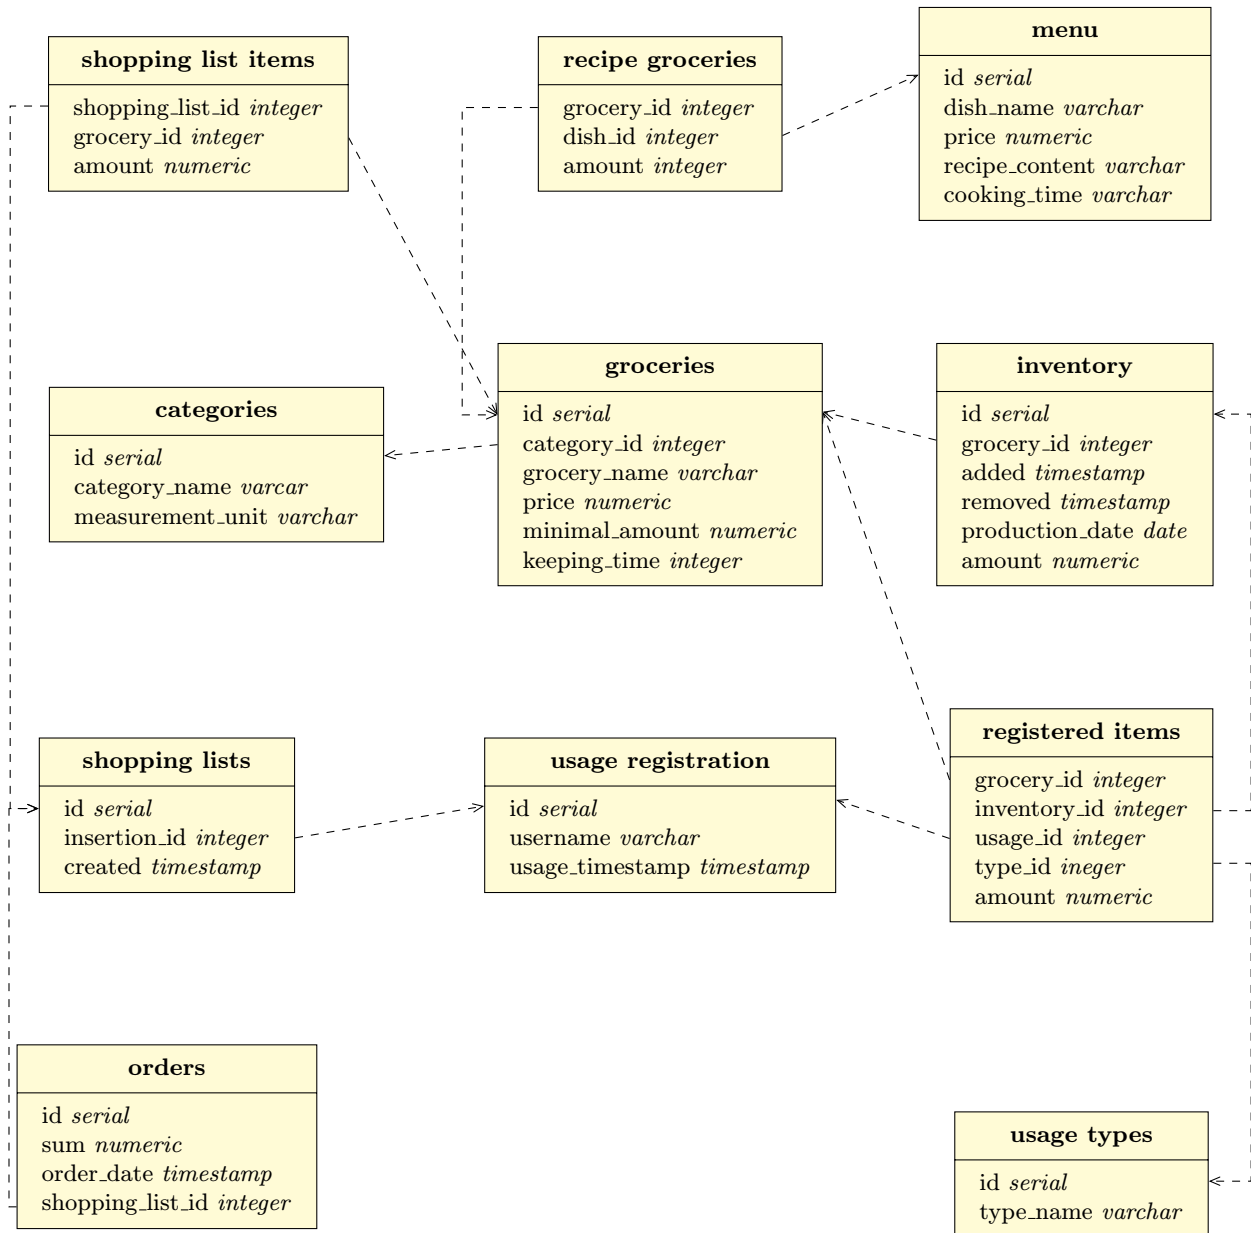 shopping list items
shopping_list_id integer
grocery_id integer
amount numeric
recipe groceries
grocery_id integer
dish_id integer
amount integer
menu
id serial
dish_name varchar
price numeric
recipe_content varchar
cooking_time varchar
categories
id serial
category_name varcar
measurement_unit varchar
groceries
id serial
category_id integer
grocery_name varchar
price numeric
minimal_amount numeric
keeping_time integer
inventory
id serial
grocery_id integer
added timestamp
removed timestamp
production_date date
amount numeric
shopping lists
id serial
insertion_id integer
created timestamp
usage registration
id serial
username varchar
usage_timestamp timestamp
registered items
grocery_id integer
inventory_id integer
usage_id integer
type_id ineger
amount numeric
orders
id serial
sum numeric
order_date timestamp
shopping_list_id integer
usage types
id serial
type_name varchar